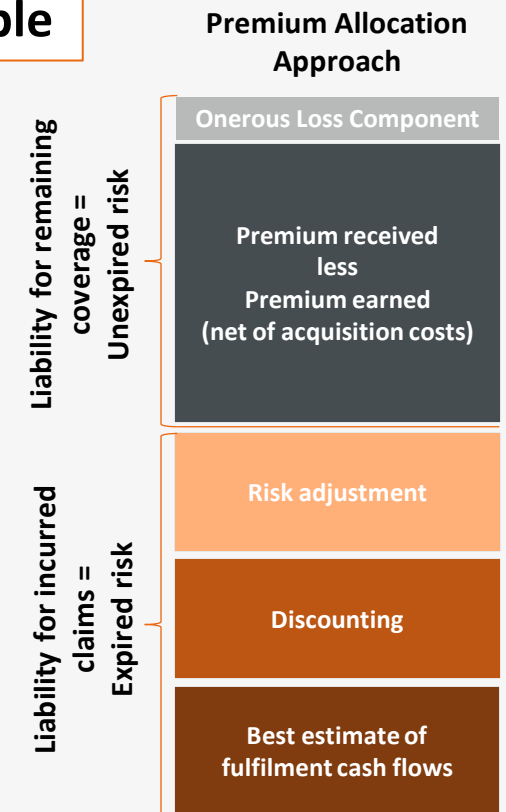 Premium Allocation
Approach
Liability for remaining
coverage =
Unexpired risk
Onerous Loss Component
Premium received
less
Premium earned
(net of acquisition costs)
Liability for incurred
claims =
Expired risk
Risk adjustment
Discounting
Best estimate of
fulfilment cash flows